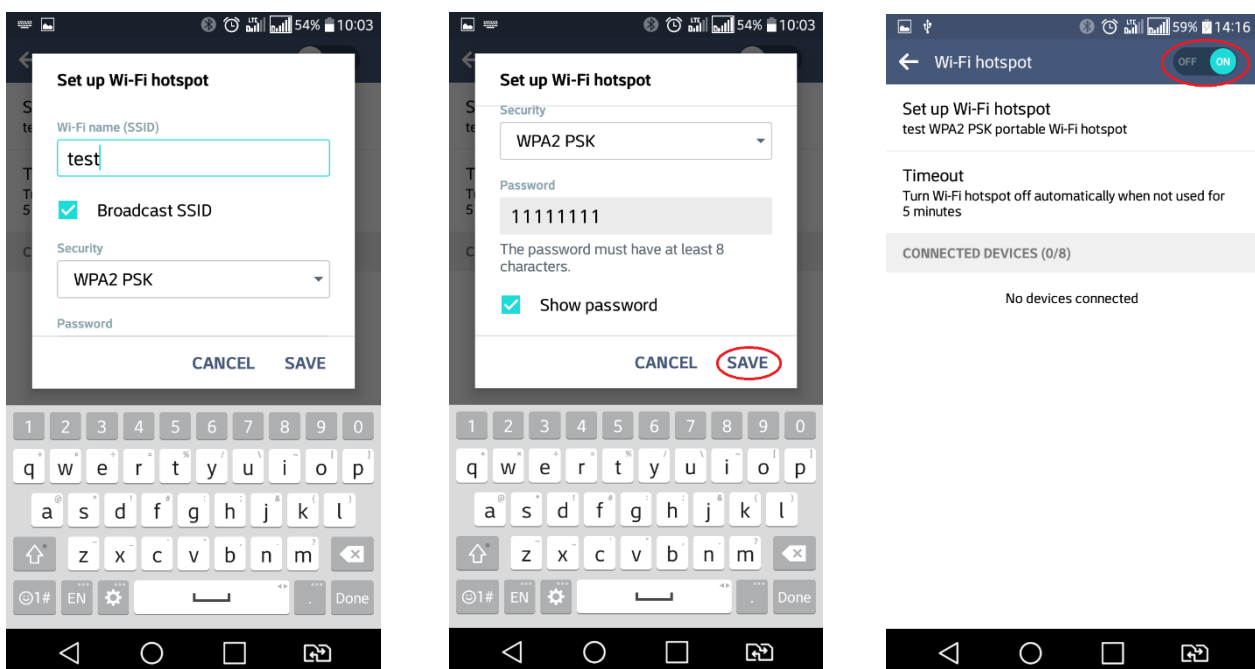 54% 10:03
Set up Wi-Fi hotspot
Wi-Fi name (SSID)
test
Broadcast SSID
Security
WPA2 PSK
Password
CANCEL SAVE
1 2 3 4 5 6 7 8 9 0
q w e r t y u i o p
a s d f g h j k l
z x c v b n m
1# EN . Done
54% 10:03
Set up Wi-Fi hotspot
Security
WPA2 PSK
Password
11111111
The password must have at least 8
characters.
Show password
CANCEL SAVE
1 2 3 4 5 6 7 8 9 0
q w e r t y u i o p
a s d f g h j k l
z x c v b n m
1# EN . Done
59% 14:16
Wi-Fi hotspot OFF ON
Set up Wi-Fi hotspot
test WPA2 PSK portable Wi-Fi hotspot
Timeout
Turn Wi-Fi hotspot off automatically when not used for
5 minutes
CONNECTED DEVICES (0/8)
No devices connected